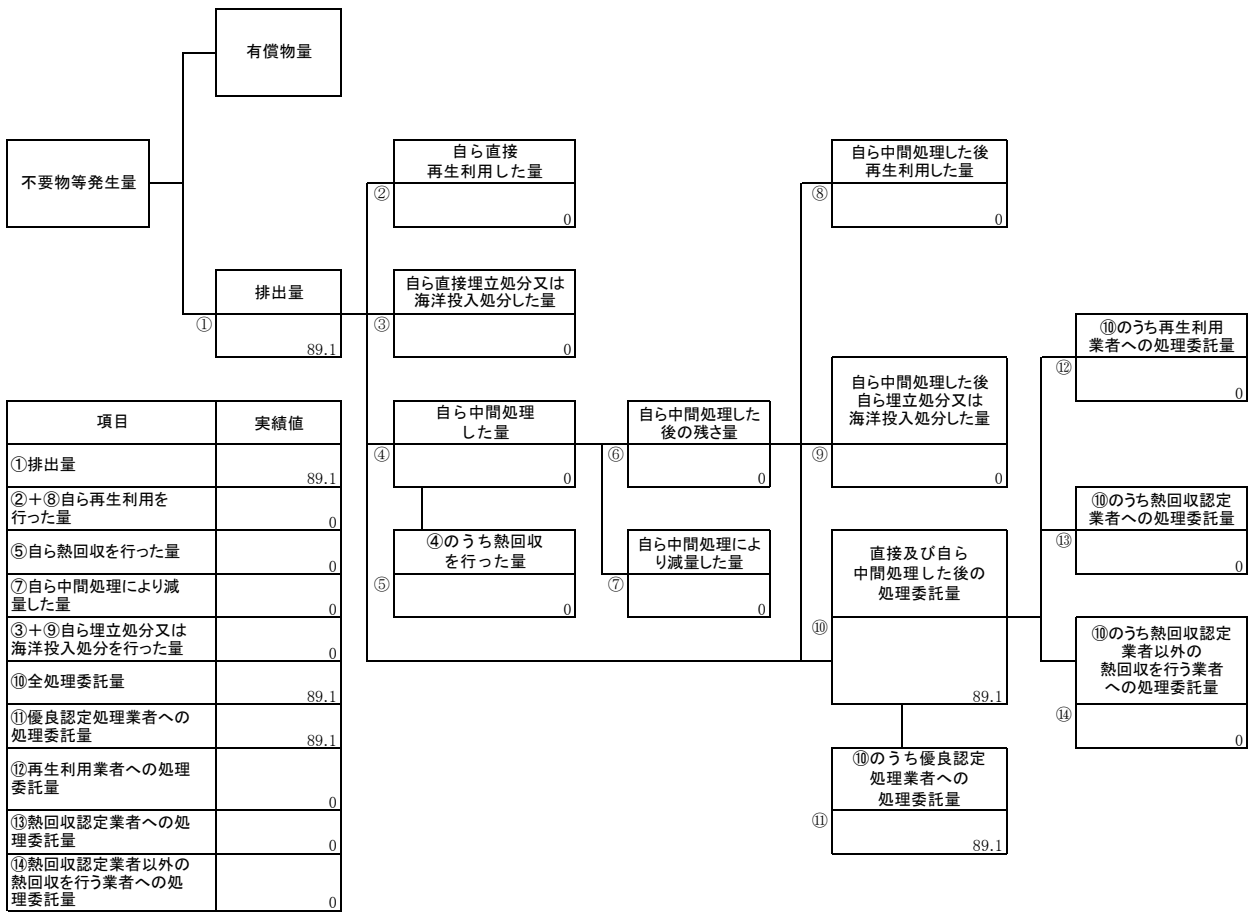 有償物量
不要物等発生量
排出量
①
89.1
自ら直接
再生利用した量
②
0
自ら直接埋立処分又は
海洋投入処分した量
③
0
自ら中間処理
した量
④
0
④のうち熱回収
を行った量
⑤
0
自ら中間処理した
後の残さ量
⑥
0
自ら中間処理によ
り減量した量
⑦
0
自ら中間処理した後
再生利用した量
⑧
0
自ら中間処理した後
自ら埋立処分又は
海洋投入処分した量
⑨
0
直接及び自ら
中間処理した後の
処理委託量
⑩
89.1
⑩のうち優良認定
処理業者への
処理委託量
⑪
89.1
⑩のうち再生利用
業者への処理委託量
⑫
0
⑩のうち熱回収認定
業者への処理委託量
⑬
0
⑩のうち熱回収認定
業者以外の
熱回収を行う業者
への処理委託量
⑭
0
項目 実績値
①排出量
89.1
②+⑧自ら再生利用を
行った量
0
⑤自ら熱回収を行った量
0
⑦自ら中間処理により減
量した量
0
③+⑨自ら埋立処分又は
海洋投入処分を行った量
0
⑩全処理委託量
89.1
⑪優良認定処理業者への
処理委託量
89.1
⑫再生利用業者への処理
委託量
0
⑬熱回収認定業者への処
理委託量
0
⑭熱回収認定業者以外の
熱回収を行う業者への処
理委託量
0